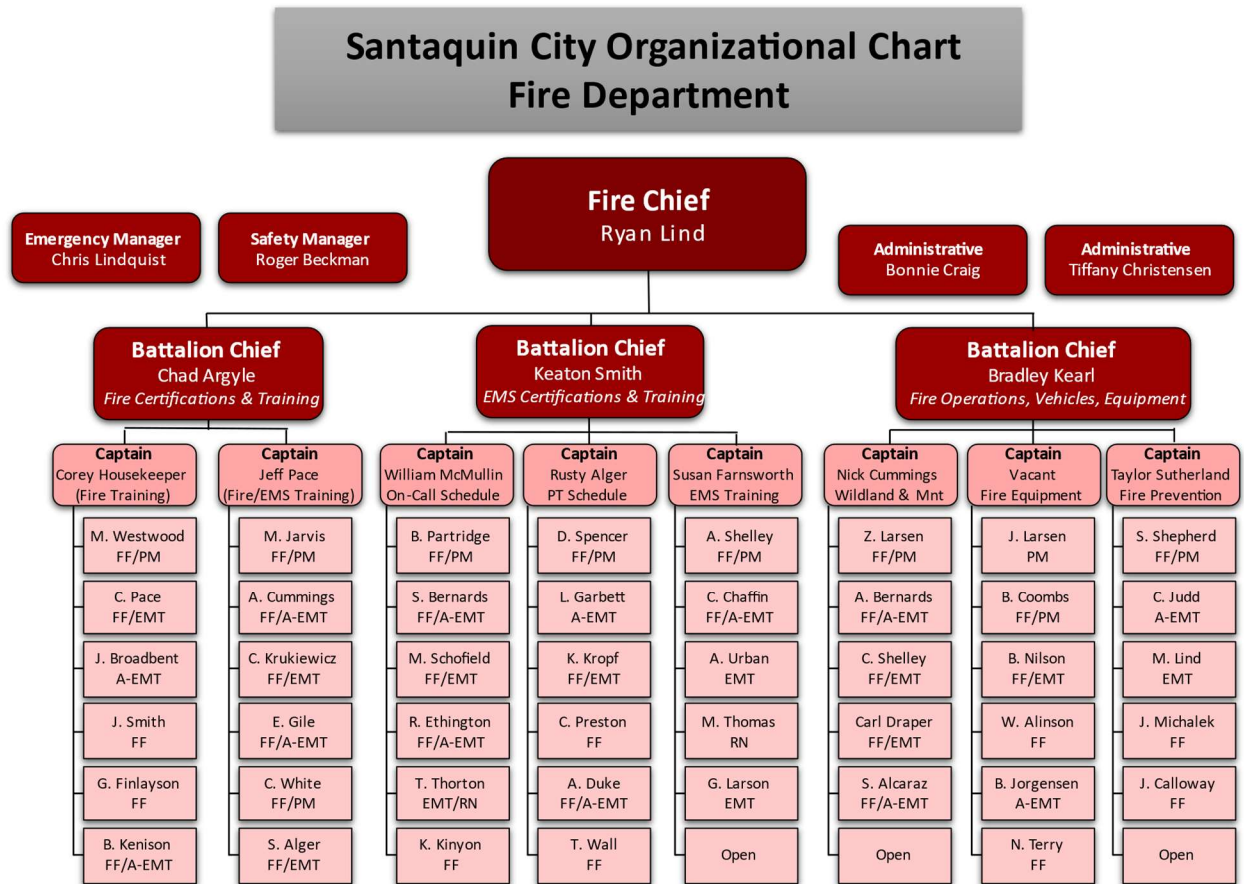 Santaquin City Organizational Chart
Fire Department
Fire Chief
Ryan Lind
Emergency Manager
Chris Lindquist
Safety Manager
Roger Beckman
Administrative
Bonnie Craig
Administrative
Tiffany Christensen
Battalion Chief
Chad Argyle
Fire Certifications & Training
Battalion Chief
Keaton Smith
EMS Certifications & Training
Battalion Chief
Bradley Kearl
Fire Operations, Vehicles, Equipment
Captain
Corey Housekeeper
(Fire Training)
M. Westwood
FF/PM
C. Pace
FF/EMT
J. Broadbent
A-EMT
J. Smith
FF
G. Finlayson
FF
B. Kenison
FF/A-EMT
Captain
Jeff Pace
(Fire/EMS Training)
M. Jarvis
FF/PM
A. Cummings
FF/A-EMT
C. Krukiewicz
FF/EMT
E. Gile
FF/A-EMT
C. White
FF/PM
S. Alger
FF/EMT
Captain
William McMullin
On-Call Schedule
B. Partridge
FF/PM
S. Bernards
FF/A-EMT
M. Schofield
FF/EMT
R. Ethington
FF/A-EMT
T. Thorton
EMT/RN
K. Kinyon
FF
Captain
Rusty Alger
PT Schedule
D. Spencer
FF/PM
L. Garbett
A-EMT
K. Kropf
FF/EMT
C. Preston
FF
A. Duke
FF/A-EMT
T. Wall
FF
Captain
Susan Farnsworth
EMS Training
A. Shelley
FF/PM
C. Chaffin
FF/A-EMT
A. Urban
EMT
M. Thomas
RN
G. Larson
EMT
Open
Captain
Nick Cummings
Wildland & Mnt
Z. Larsen
FF/PM
A. Bernards
FF/A-EMT
C. Shelley
FF/EMT
Carl Draper
FF/EMT
S. Alcaraz
FF/A-EMT
Open
Captain
Vacant
Fire Equipment
J. Larsen
PM
B. Coombs
FF/PM
B. Nilson
FF/EMT
W. Alinson
FF
B. Jorgensen
A-EMT
N. Terry
FF
Captain
Taylor Sutherland
Fire Prevention
S. Shepherd
FF/PM
C. Judd
A-EMT
M. Lind
EMT
J. Michalek
FF
J. Calloway
FF
Open